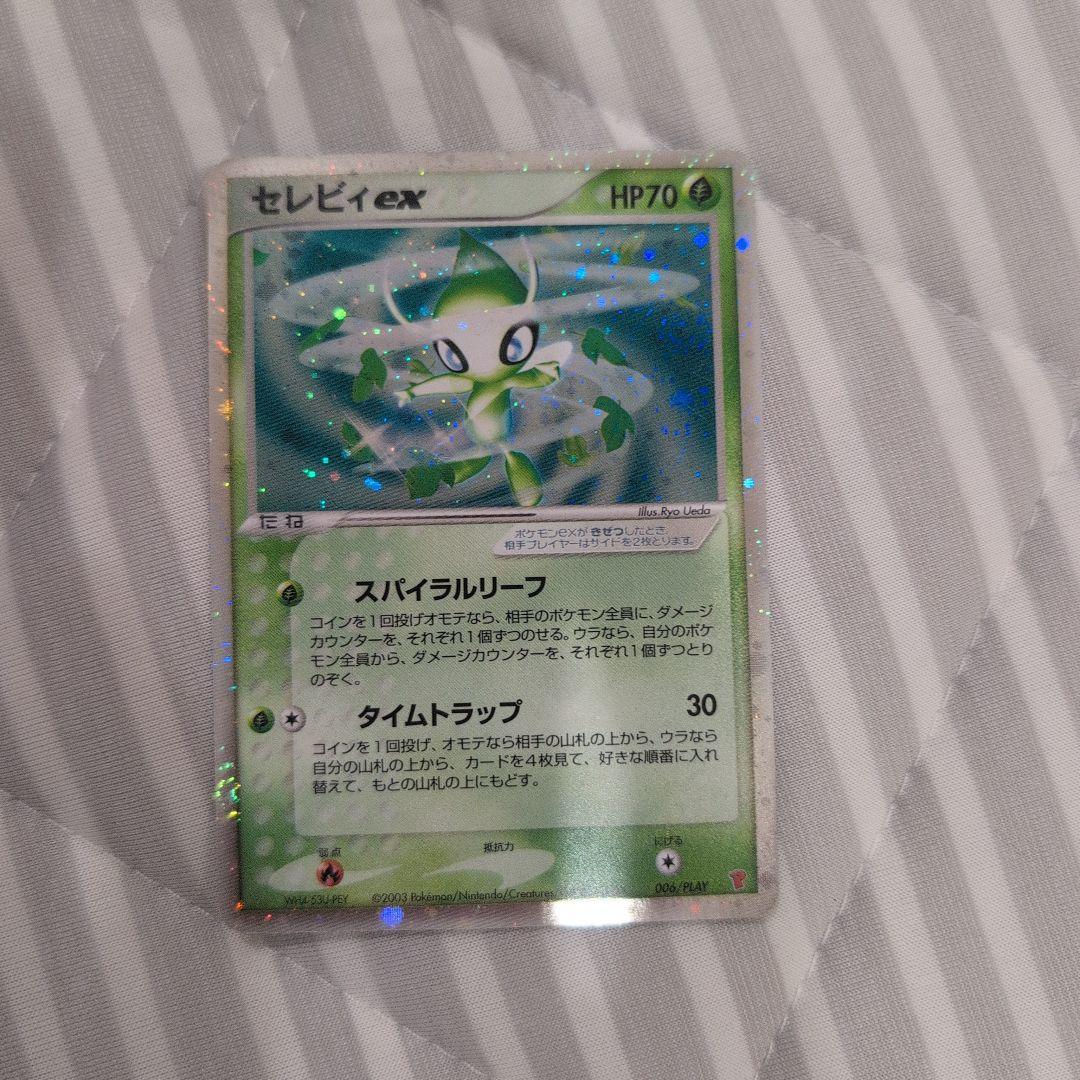 セレビィex HP70
たね
Illus.Ryo Ueda
ポケモンexが きぜつしたとき、
相手プレイヤーはサイドを2枚とります。
スパイラルリーフ
コインを1回投げオモテなら、相手のポケモン全員に、ダメージ
カウンターを、それぞれ1個ずつのせる。ウラなら、自分のポケ
モン全員から、ダメージカウンターを、それぞれ1個ずつとり
のぞく。
タイムトラップ 30
コインを1回投げ、オモテなら相手の山札の上から、ウラなら
自分の山札の上から、カードを4枚見て、好きな順番に入れ
替えて、もとの山札の上にもどす。
弱点 抵抗力 にげる
006/PLAY
©2003 Pokémon/Nintendo/Creatures